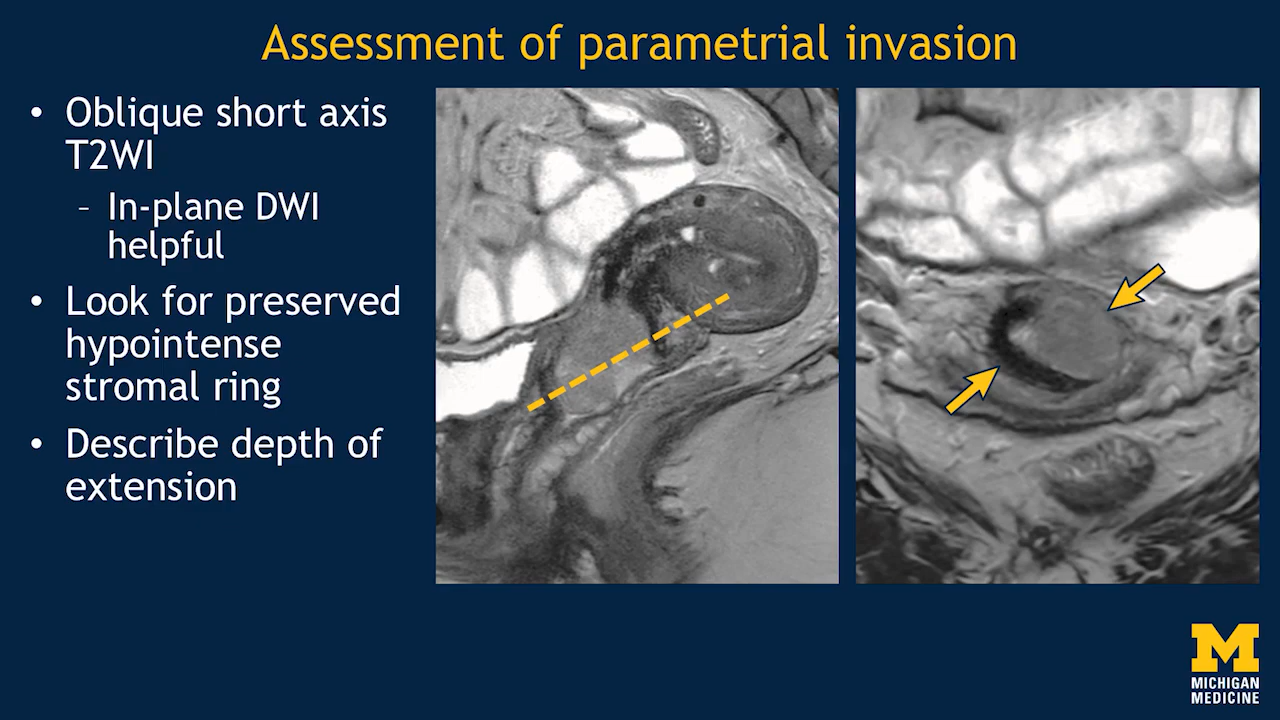 Assessment of parametrial invasion
• Oblique short axis
T2WI
– In-plane DWI
helpful
• Look for preserved
hypointense
stromal ring
• Describe depth of
extension
M
MICHIGAN
MEDICINE